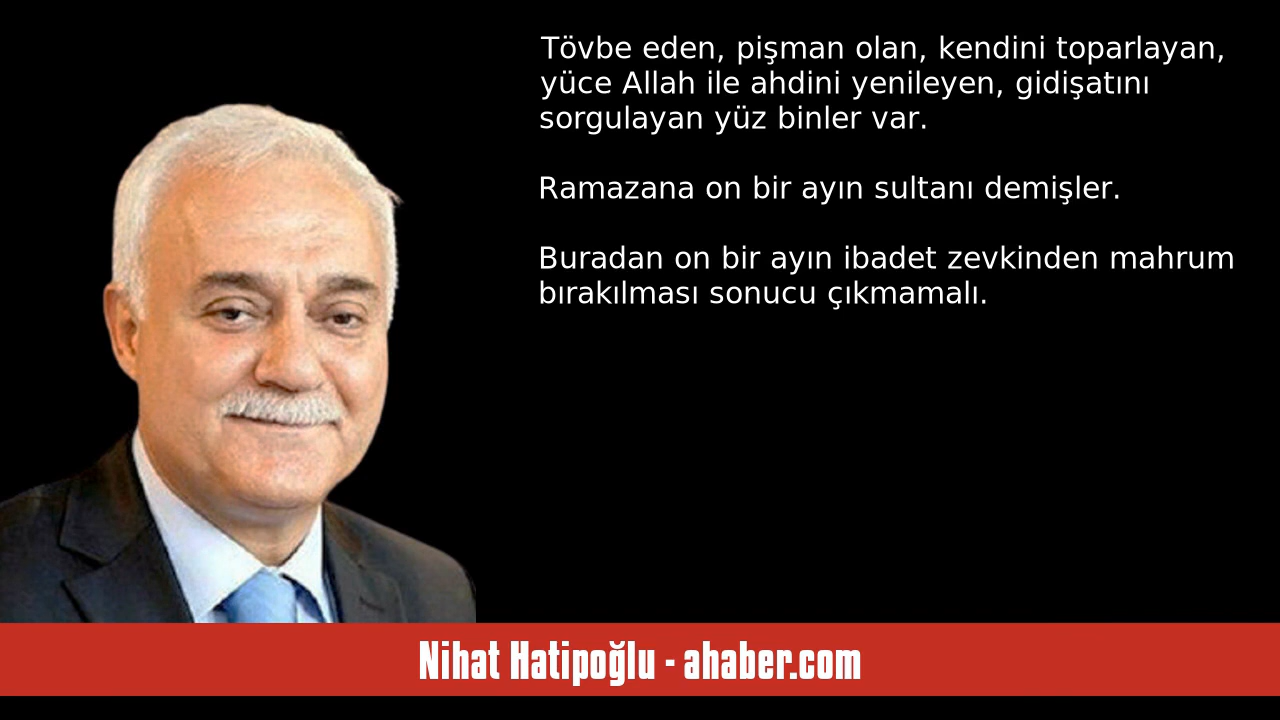 Tövbe eden, pişman olan, kendini toparlayan,
yüce Allah ile ahdini yenileyen, gidişatını
sorgulayan yüz binler var.
Ramazana on bir ayın sultanı demişler.
Buradan on bir ayın ibadet zevkinden mahrum
bırakılması sonucu çıkmamalı.
Nihat Hatipoğlu - ahaber.com